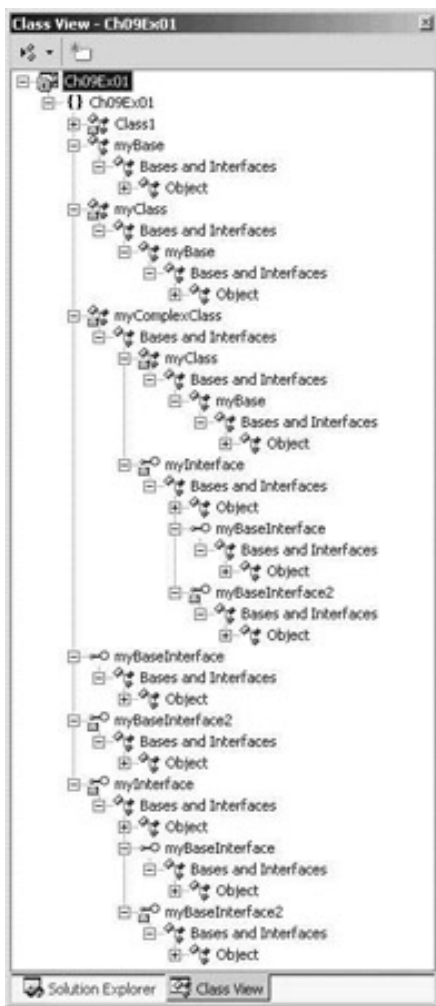 Class View - Ch09Ex01
Ch09Ex01
{} Ch09Ex01
Class1
myBase
Bases and Interfaces
Object
myClass
Bases and Interfaces
myBase
Bases and Interfaces
Object
myComplexClass
Bases and Interfaces
myClass
Bases and Interfaces
myBase
Bases and Interfaces
Object
myInterface
Bases and Interfaces
Object
myBaseInterface
Bases and Interfaces
Object
myBaseInterface2
Bases and Interfaces
Object
myBaseInterface
Bases and Interfaces
Object
myBaseInterface2
Bases and Interfaces
Object
myInterface
Bases and Interfaces
Object
myBaseInterface
Bases and Interfaces
Object
myBaseInterface2
Bases and Interfaces
Object
Solution Explorer Class View